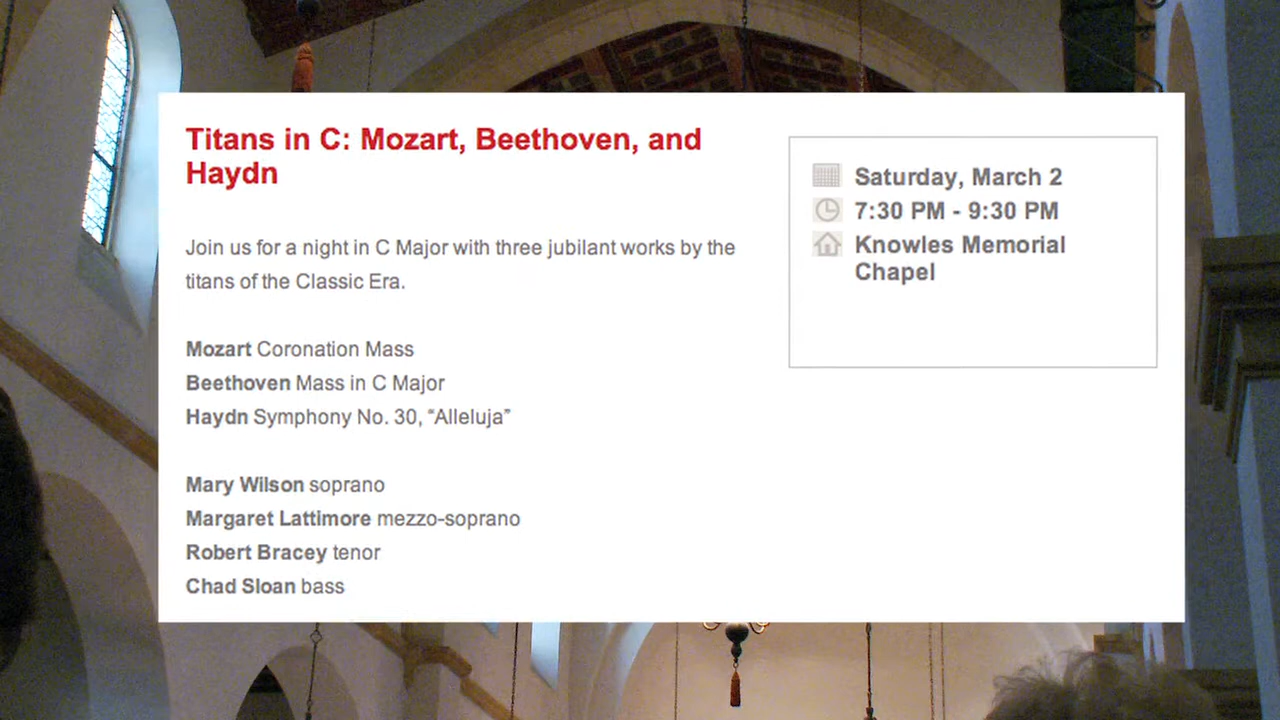 Titans in C: Mozart, Beethoven, and
Haydn
Join us for a night in C Major with three jubilant works by the
titans of the Classic Era.
Mozart Coronation Mass
Beethoven Mass in C Major
Haydn Symphony No. 30, “Alleluja”
Mary Wilson soprano
Margaret Lattimore mezzo-soprano
Robert Bracey tenor
Chad Sloan bass
Saturday, March 2
7:30 PM - 9:30 PM
Knowles Memorial
Chapel